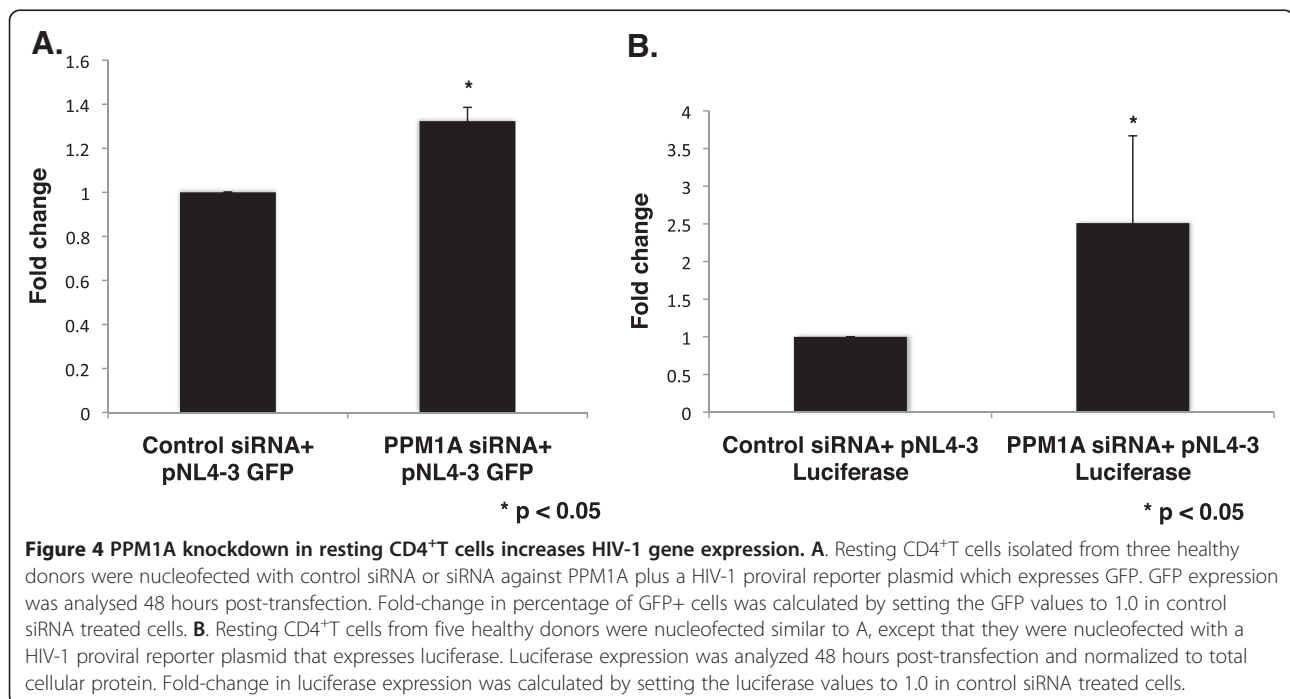 A.
1.6
1.4
1.2
1
0.8
0.6
0.4
0.2
0
Fold change
*
Control siRNA+
pNL4-3 GFP
PPM1A siRNA+
pNL4-3 GFP
* p < 0.05
B.
4
3.5
3
2.5
2
1.5
1
0.5
0
Fold change
*
Control siRNA+ pNL4-3
Luciferase
PPM1A siRNA+ pNL4-3
Luciferase
* p < 0.05
Figure 4 PPM1A knockdown in resting CD4⁺T cells increases HIV-1 gene expression. A. Resting CD4⁺T cells isolated from three healthy
donors were nucleofected with control siRNA or siRNA against PPM1A plus a HIV-1 proviral reporter plasmid which expresses GFP. GFP expression
was analysed 48 hours post-transfection. Fold-change in percentage of GFP+ cells was calculated by setting the GFP values to 1.0 in control
siRNA treated cells. B. Resting CD4⁺T cells from five healthy donors were nucleofected similar to A, except that they were nucleofected with a
HIV-1 proviral reporter plasmid that expresses luciferase. Luciferase expression was analyzed 48 hours post-transfection and normalized to total
cellular protein. Fold-change in luciferase expression was calculated by setting the luciferase values to 1.0 in control siRNA treated cells.